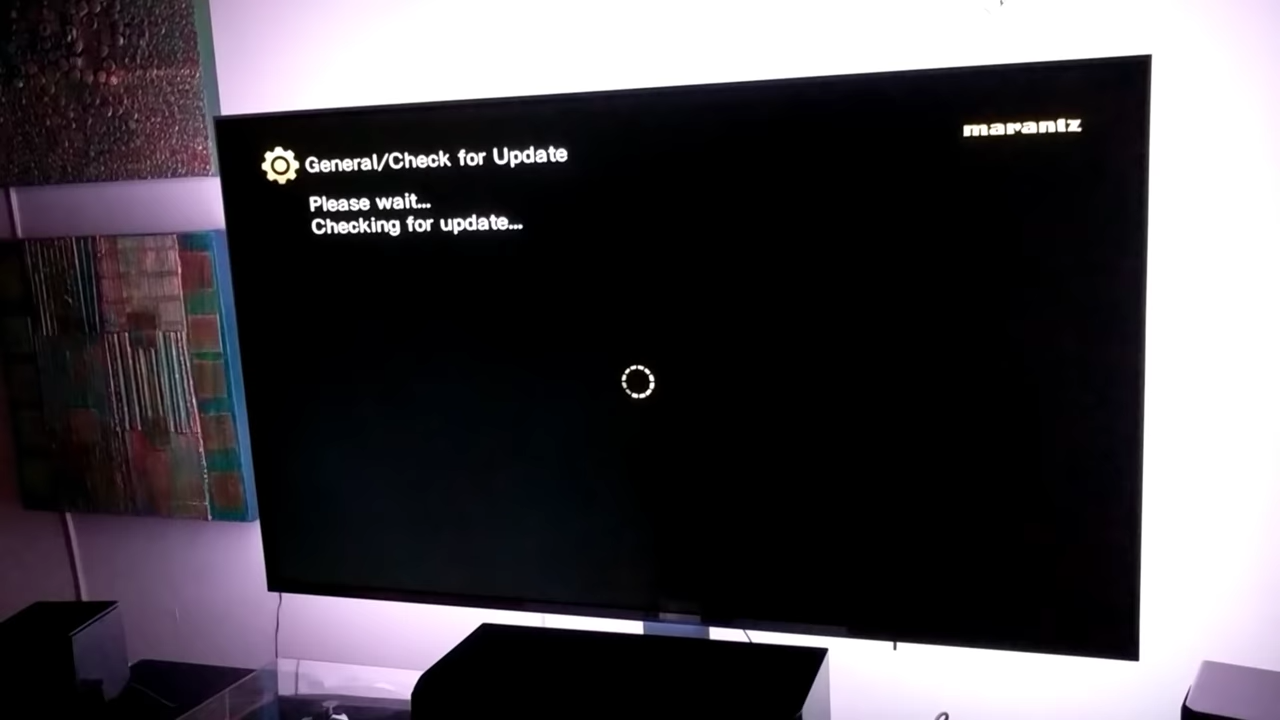 marantz
General/Check for Update
Please wait...
Checking for update...